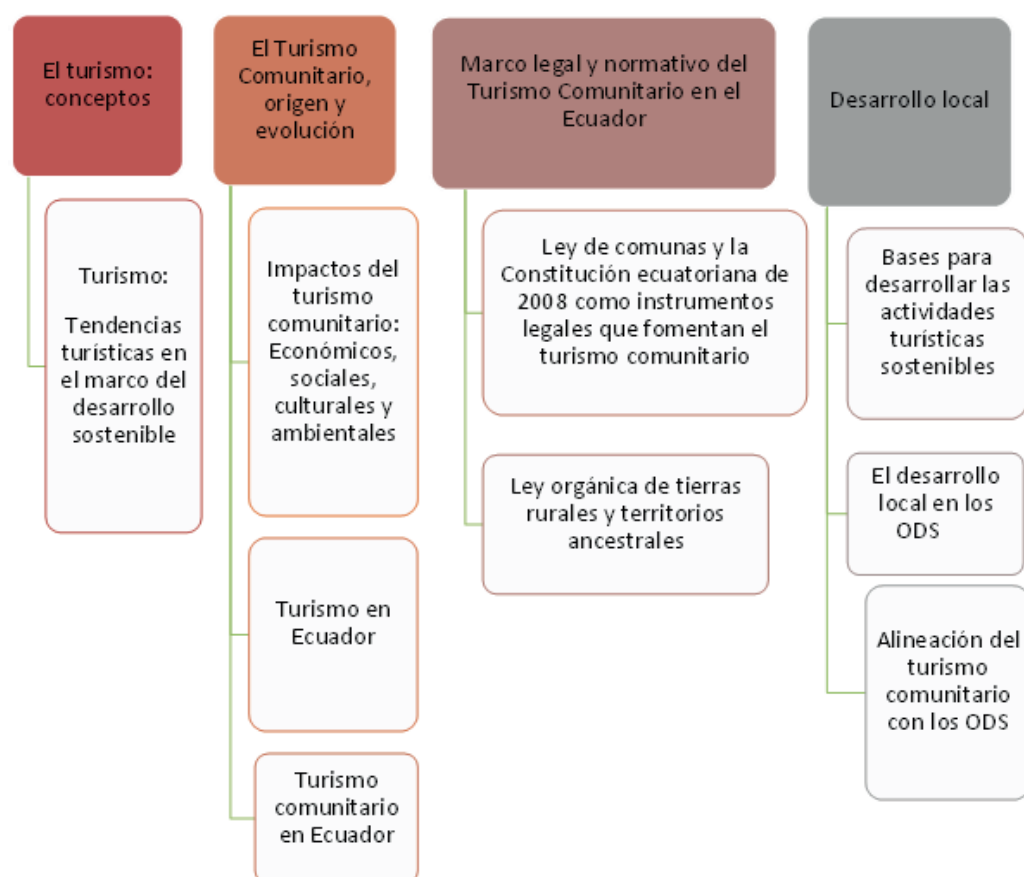 El turismo:
conceptos
Turismo:
Tendencias
turísticas en
el marco del
desarrollo
sostenible
El Turismo
Comunitario,
origen y
evolución
Impactos del
turismo
comunitario:
Económicos,
sociales,
culturales y
ambientales
Turismo en
Ecuador
Turismo
comunitario
en Ecuador
Marco legal y normativo del
Turismo Comunitario en el
Ecuador
Ley de comunas y la
Constitución ecuatoriana de
2008 como instrumentos
legales que fomentan el
turismo comunitario
Ley orgánica de tierras
rurales y territorios
ancestrales
Desarrollo local
Bases para
desarrollar las
actividades
turísticas
sostenibles
El desarrollo
local en los
ODS
Alineación del
turismo
comunitario
con los ODS